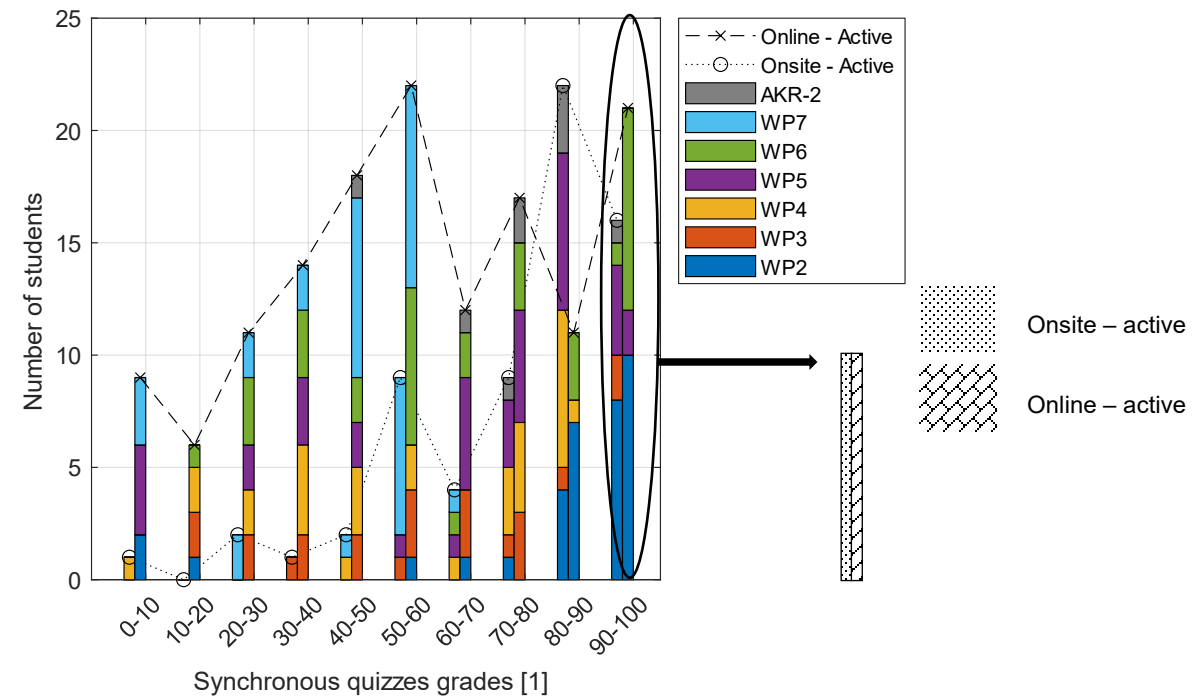 25
20
15
10
5
0
Number of students
0-10
10-20
20-30
30-40
40-50
50-60
60-70
70-80
80-90
90-100
Synchronous quizzes grades [1]
Online - Active
Onsite - Active
AKR-2
WP7
WP6
WP5
WP4
WP3
WP2
Onsite – active
Online – active